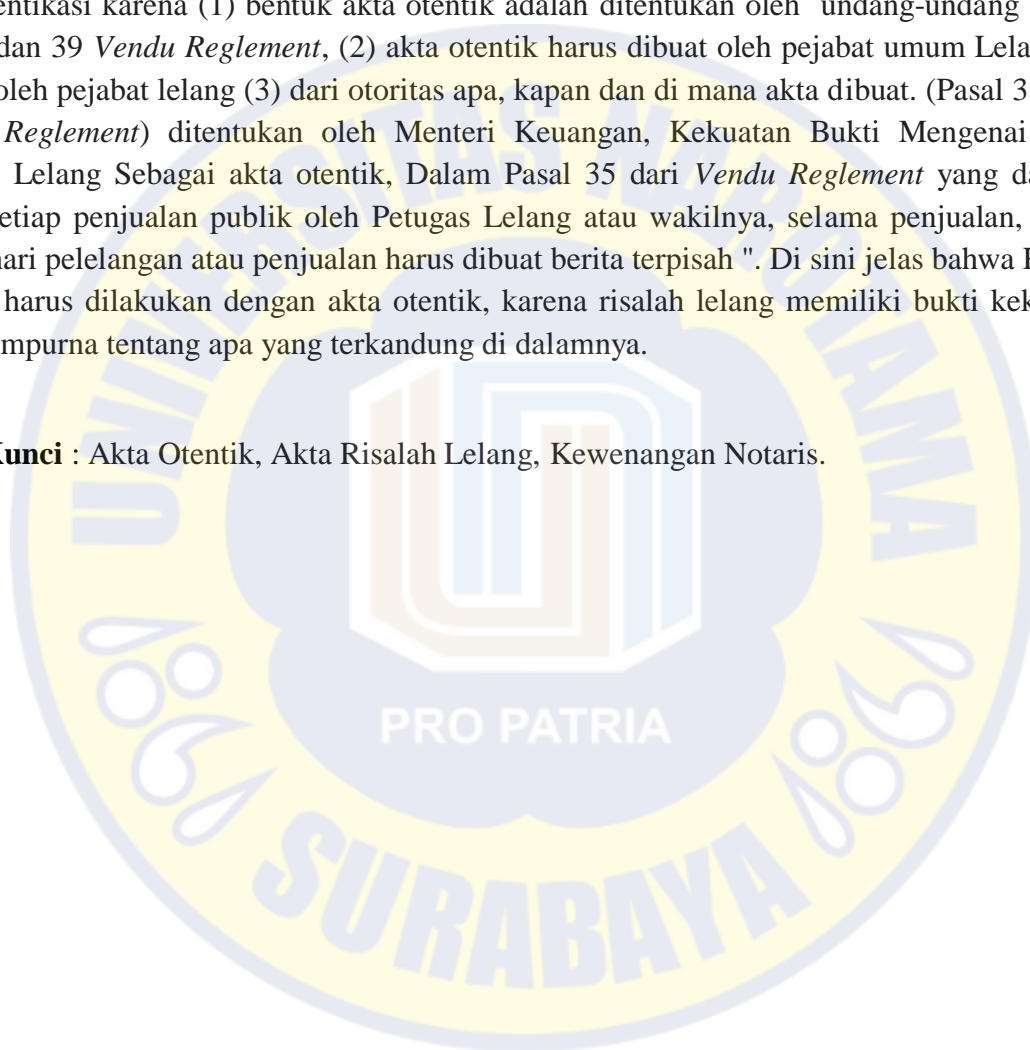 entikasi karena (1) bentuk akta otentik adalah ditentukan oleh "undang-undang
dan 39 Vendu Reglement, (2) akta otentik harus dibuat oleh pejabat umum Lela
oleh pejabat lelang (3) dari otoritas apa, kapan dan di mana akta dibuat. (Pasal 3
Reglement) ditentukan oleh Menteri Keuangan, Kekuatan Bukti Mengenai
Lelang Sebagai akta otentik, Dalam Pasal 35 dari Vendu Reglement yang da
etiap penjualan publik oleh Petugas Lelang atau wakilnya, selama penjualan,
hari pelelangan atau penjualan harus dibuat berita terpisah ". Di sini jelas bahwa
harus dilakukan dengan akta otentik, karena risalah lelang memiliki bukti kek
mpurna tentang apa yang terkandung di dalamnya.
Kunci : Akta Otentik, Akta Risalah Lelang, Kewenangan Notaris.
UNIVERSITAS NAROTAMA
PRO PATRIA
SURABAYA